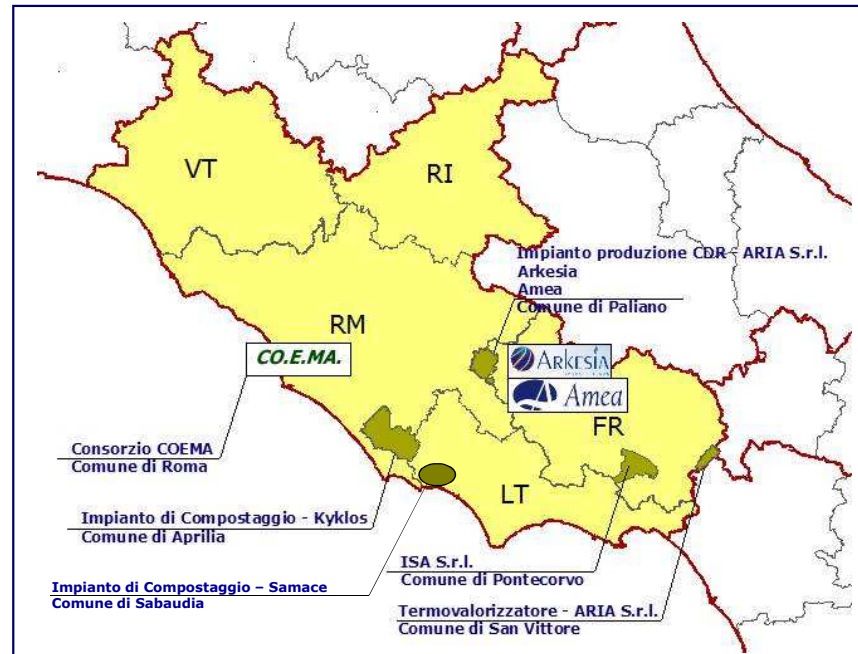 VT
RI
Impianto produzione CDR - ARIA S.r.l.
Arkesia
Amea
Comune di Paliano
RM
CO.E.MA.
ARKESIA
Amea
FR
Consorzio COEMA
Comune di Roma
LT
Impianto di Compostaggio - Kyklos
Comune di Aprilia
ISA S.r.l.
Comune di Pontecorvo
Impianto di Compostaggio – Samace
Comune di Sabaudia
Termovalorizzatore - ARIA S.r.l.
Comune di San Vittore